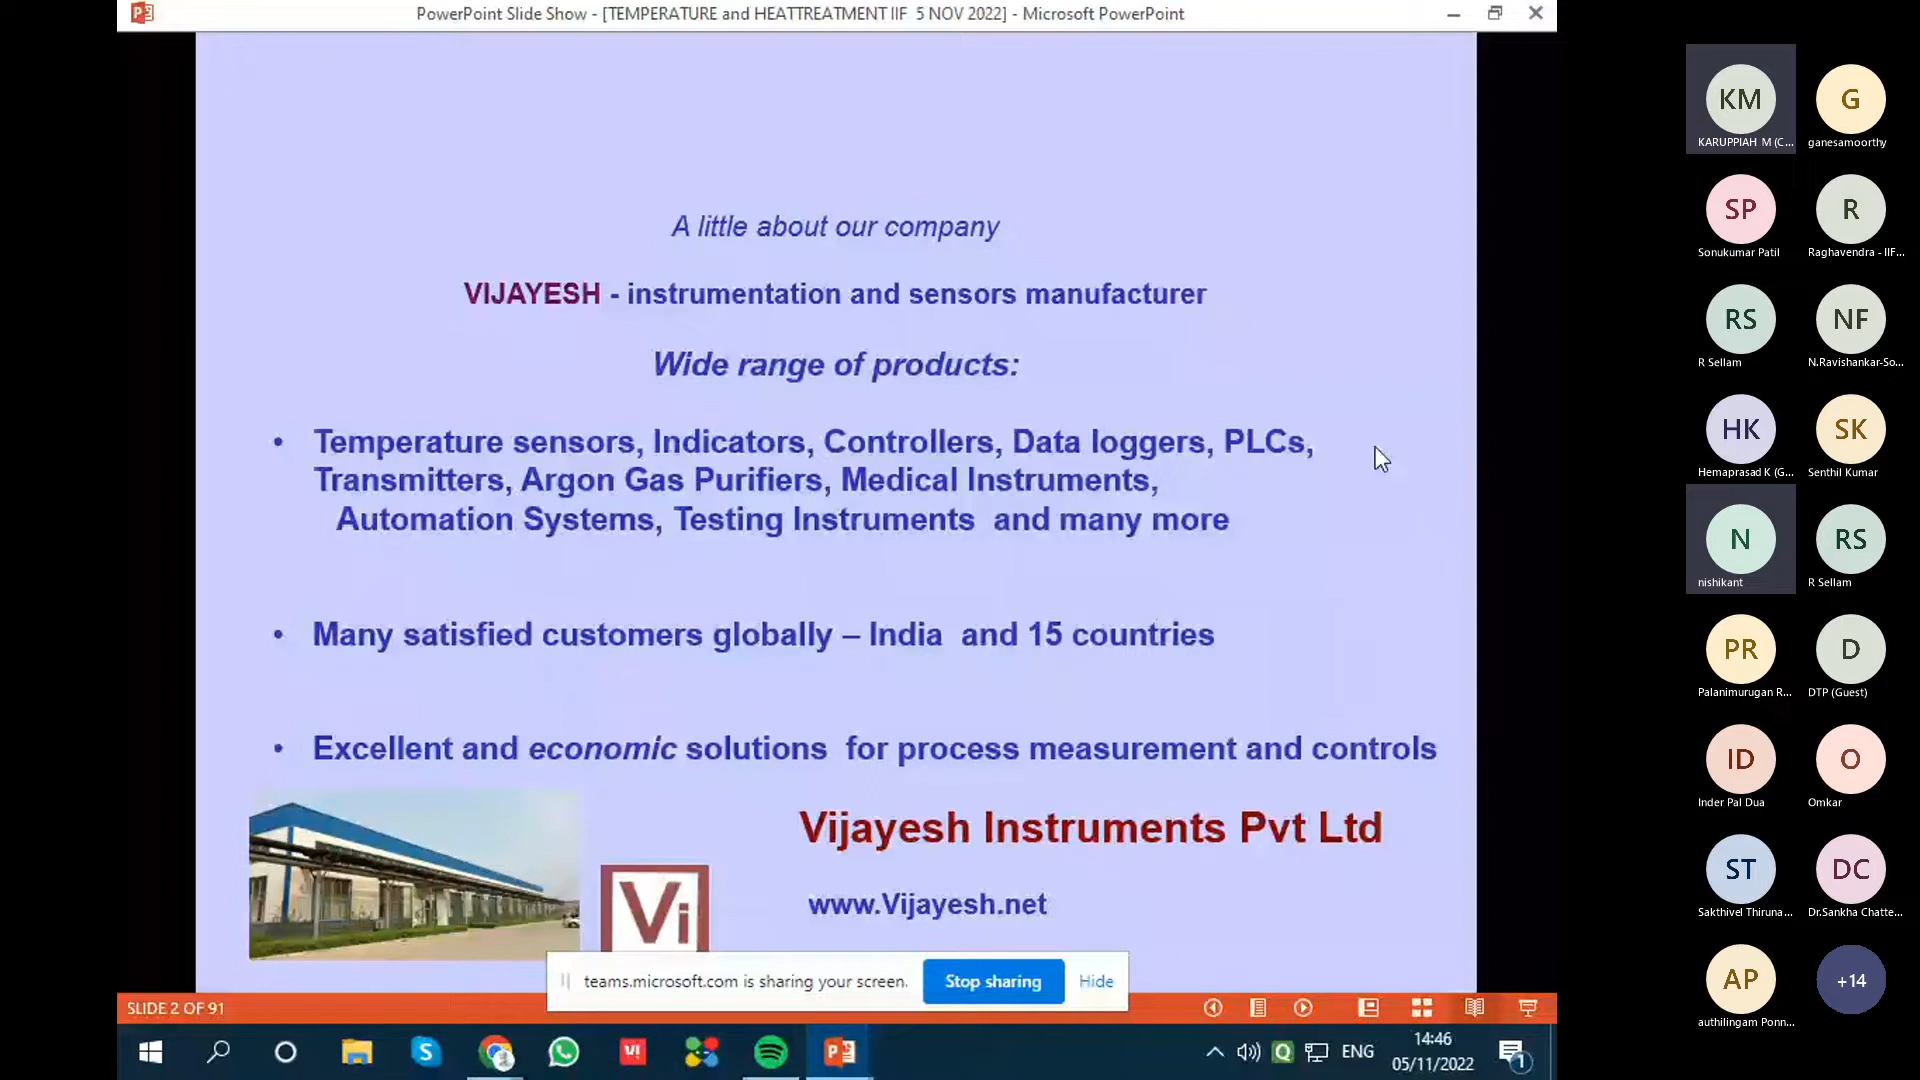 PowerPoint Slide Show - [TEMPERATURE and HEATTREATMENT IIF 5 NOV 2022] - Microsoft PowerPoint
A little about our company
VIJAYESH - instrumentation and sensors manufacturer
Wide range of products:
• Temperature sensors, Indicators, Controllers, Data loggers, PLCs,
Transmitters, Argon Gas Purifiers, Medical Instruments,
Automation Systems, Testing Instruments and many more
• Many satisfied customers globally – India and 15 countries
• Excellent and economic solutions for process measurement and controls
Vijayesh Instruments Pvt Ltd
Vi
www.Vijayesh.net
teams.microsoft.com is sharing your screen.
Stop sharing
Hide
SLIDE 2 OF 91
ENG
14:46
05/11/2022
1
KM
KARUPPIAH M (C...
G
ganesamoorthy
SP
Sonukumar Patil
R
Raghavendra - IIF...
RS
R Sellam
NF
N.Ravishankar-So...
HK
Hemaprasad K (G...
SK
Senthil Kumar
N
nishikant
RS
R Sellam
PR
Palanimurugan R...
D
DTP (Guest)
ID
Inder Pal Dua
O
Omkar
ST
Sakthivel Thiruna...
DC
Dr.Sankha Chatte...
AP
authilingam Ponn...
+14